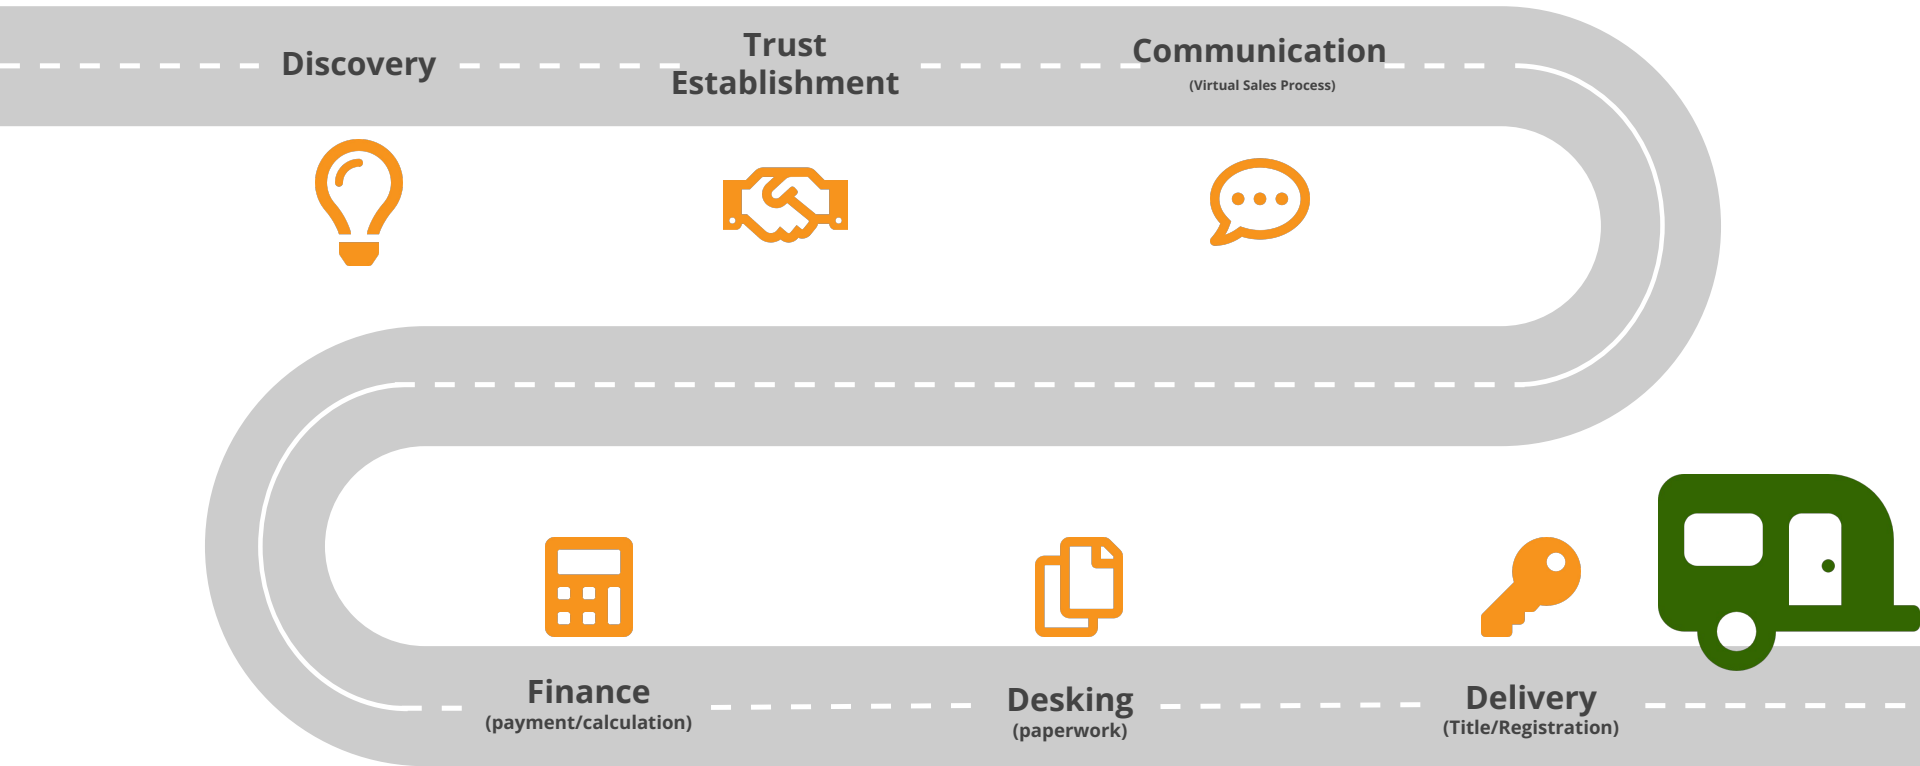 Discovery
Trust
Establishment
Communication
(Virtual Sales Process)
Finance
(payment/calculation)
Desking
(paperwork)
Delivery
(Title/Registration)